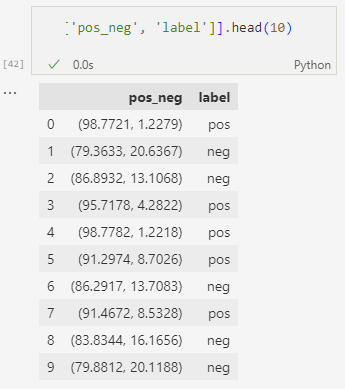 ['pos_neg', 'label']].head(10)
[42] ✓ 0.0s Python
...
pos_neg label
0 (98.7721, 1.2279) pos
1 (79.3633, 20.6367) neg
2 (86.8932, 13.1068) neg
3 (95.7178, 4.2822) pos
4 (98.7782, 1.2218) pos
5 (91.2974, 8.7026) pos
6 (86.2917, 13.7083) neg
7 (91.4672, 8.5328) pos
8 (83.8344, 16.1656) neg
9 (79.8812, 20.1188) neg